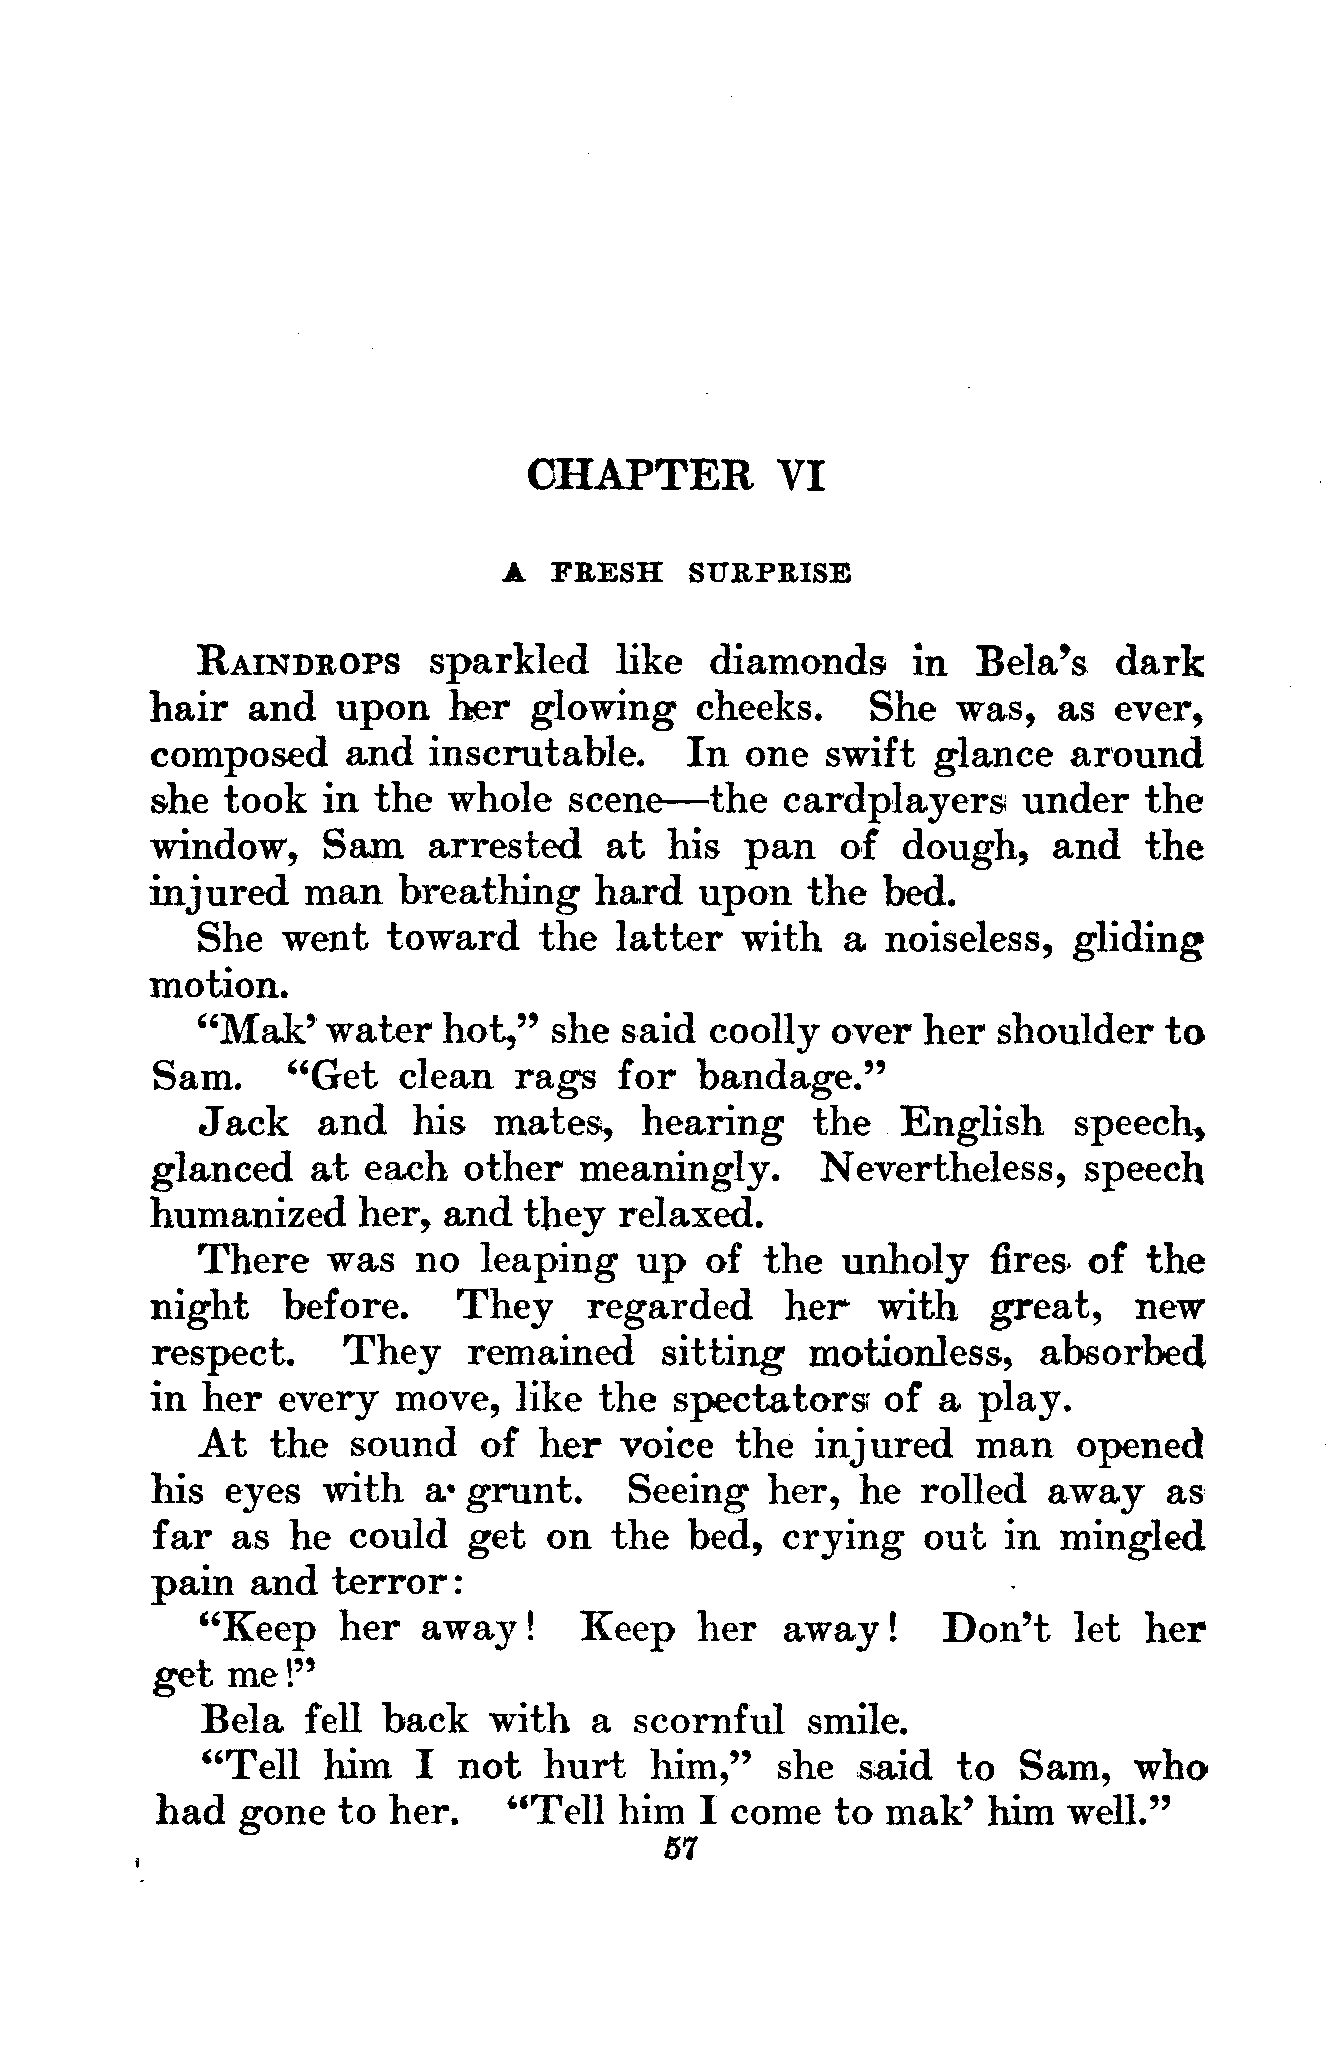 CHAPTER VI
A FRESH SURPRISE
RAINDROPS sparkled like diamonds in Bela's dark
hair and upon her glowing cheeks. She was, as ever,
composed and inscrutable. In one swift glance around
she took in the whole scene—the cardplayers under the
window, Sam arrested at his pan of dough, and the
injured man breathing hard upon the bed.
She went toward the latter with a noiseless, gliding
motion.
“Mak’ water hot,” she said coolly over her shoulder to
Sam. “Get clean rags for bandage.”
Jack and his mates, hearing the English speech,
glanced at each other meaningly. Nevertheless, speech
humanized her, and they relaxed.
There was no leaping up of the unholy fires of the
night before. They regarded her with great, new
respect. They remained sitting motionless, absorbed
in her every move, like the spectators of a play.
At the sound of her voice the injured man opened
his eyes with a grunt. Seeing her, he rolled away as
far as he could get on the bed, crying out in mingled
pain and terror:
“Keep her away! Keep her away! Don’t let her
get me!”
Bela fell back with a scornful smile.
“Tell him I not hurt him,” she said to Sam, who
had gone to her. “Tell him I come to mak’ him well.”
57